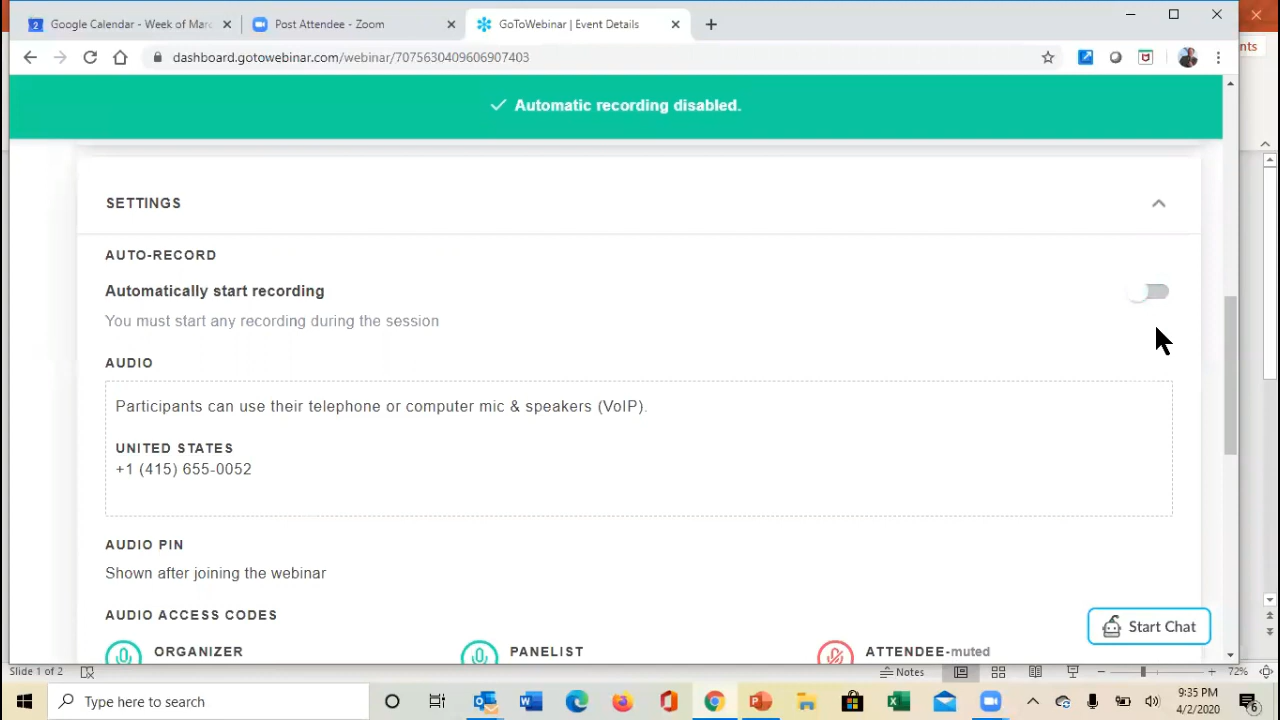 Google Calendar - Week of Marc
Post Attendee - Zoom
GoToWebinar | Event Details
nts
dashboard.gotowebinar.com/webinar/7075630409606907403
Automatic recording disabled.
SETTINGS
AUTO-RECORD
Automatically start recording
You must start any recording during the session
AUDIO
Participants can use their telephone or computer mic & speakers (VoIP).
UNITED STATES
+1 (415) 655-0052
AUDIO PIN
Shown after joining the webinar
AUDIO ACCESS CODES
Start Chat
ORGANIZER
PANELIST
ATTENDEE-muted
Slide 1 of 2
Notes
72%
Type here to search
9:35 PM
4/2/2020
6